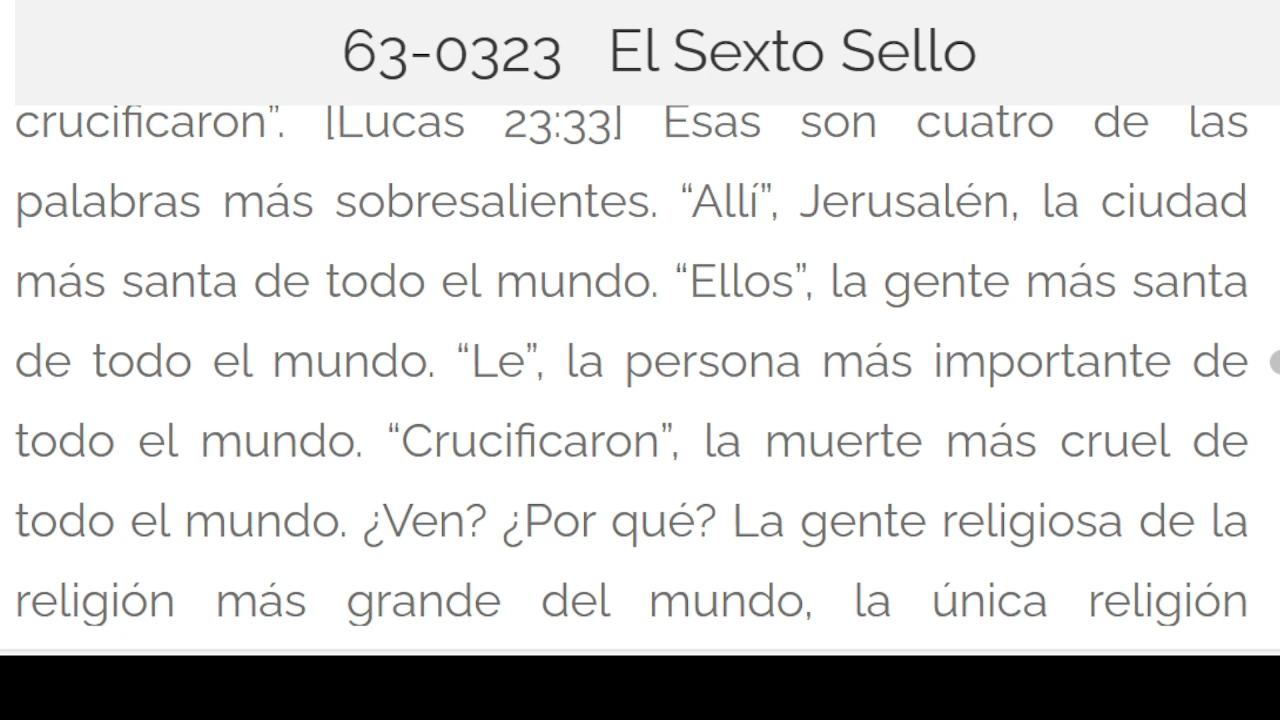 63-0323 El Sexto Sello
crucificaron”. [Lucas 23:33] Esas son cuatro de las
palabras más sobresalientes. “Allí”, Jerusalén, la ciudad
más santa de todo el mundo. “Ellos”, la gente más santa
de todo el mundo. “Le”, la persona más importante de
todo el mundo. “Crucificaron”, la muerte más cruel de
todo el mundo. ¿Ven? ¿Por qué? La gente religiosa de la
religión más grande del mundo, la única religión